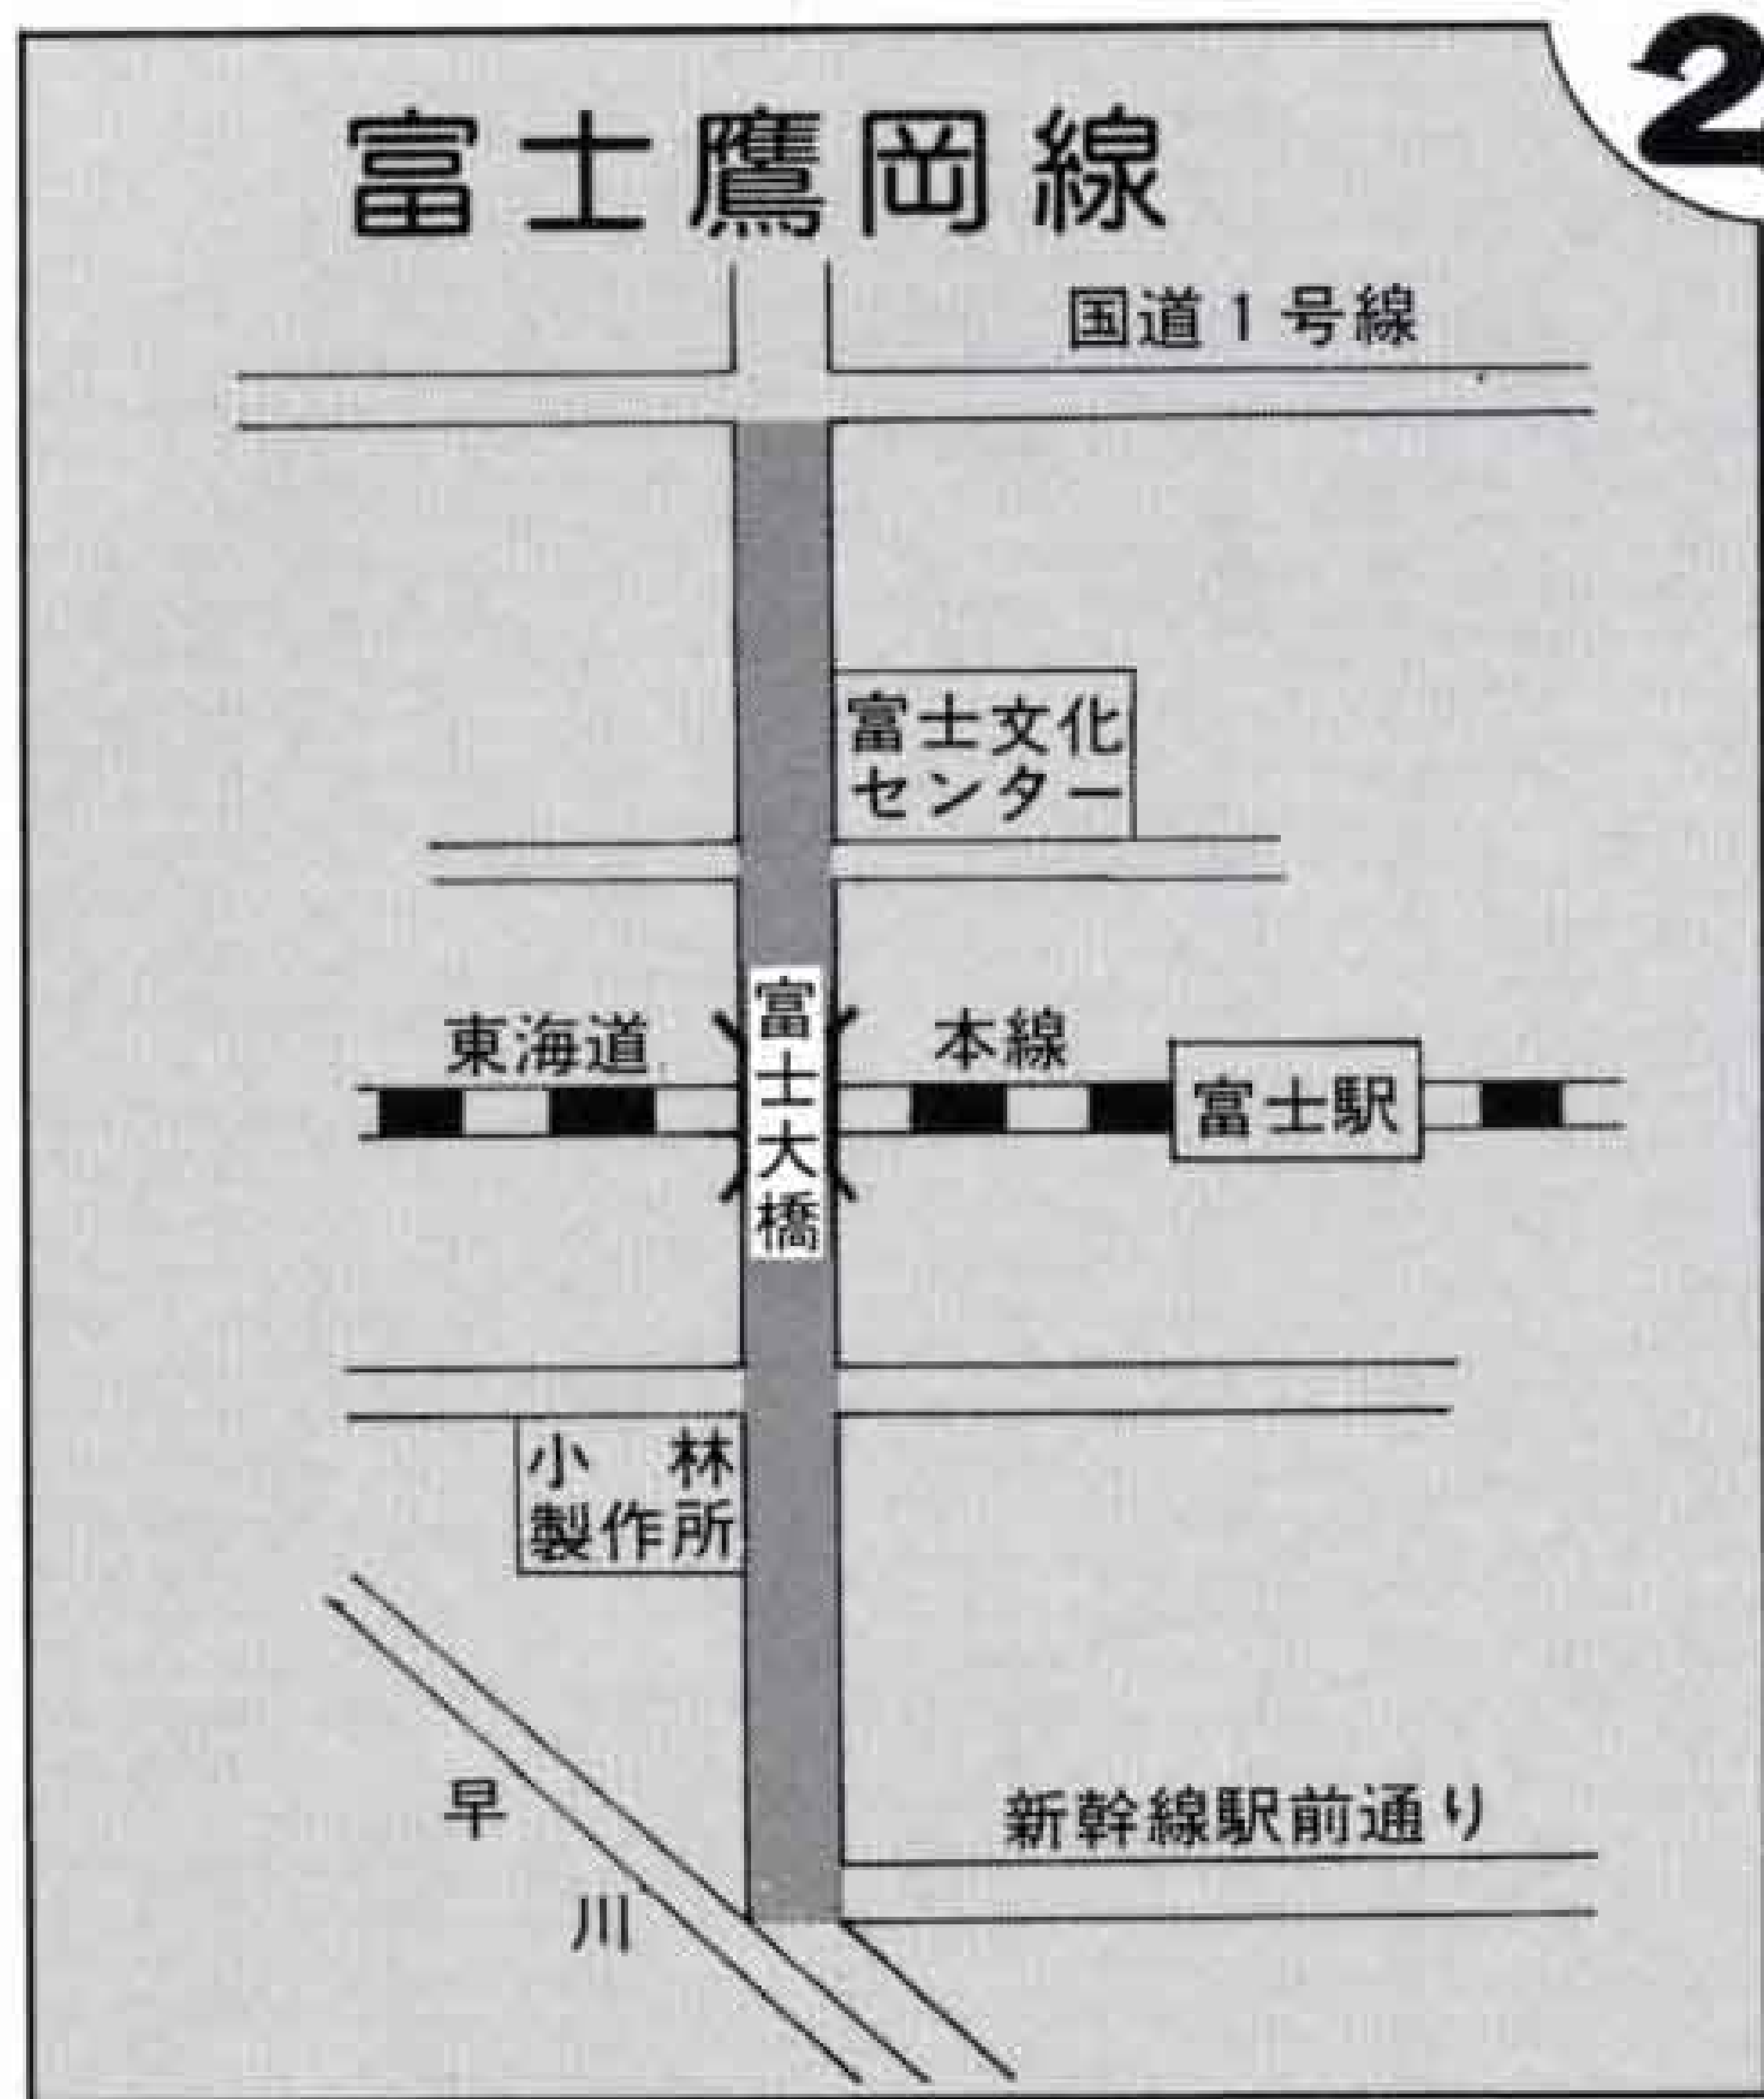 2
富士鷹岡線
国道1号線
富士文化
センター
東海道
本線
富士大橋
富士駅
小林
製作所
早川
新幹線駅前通り